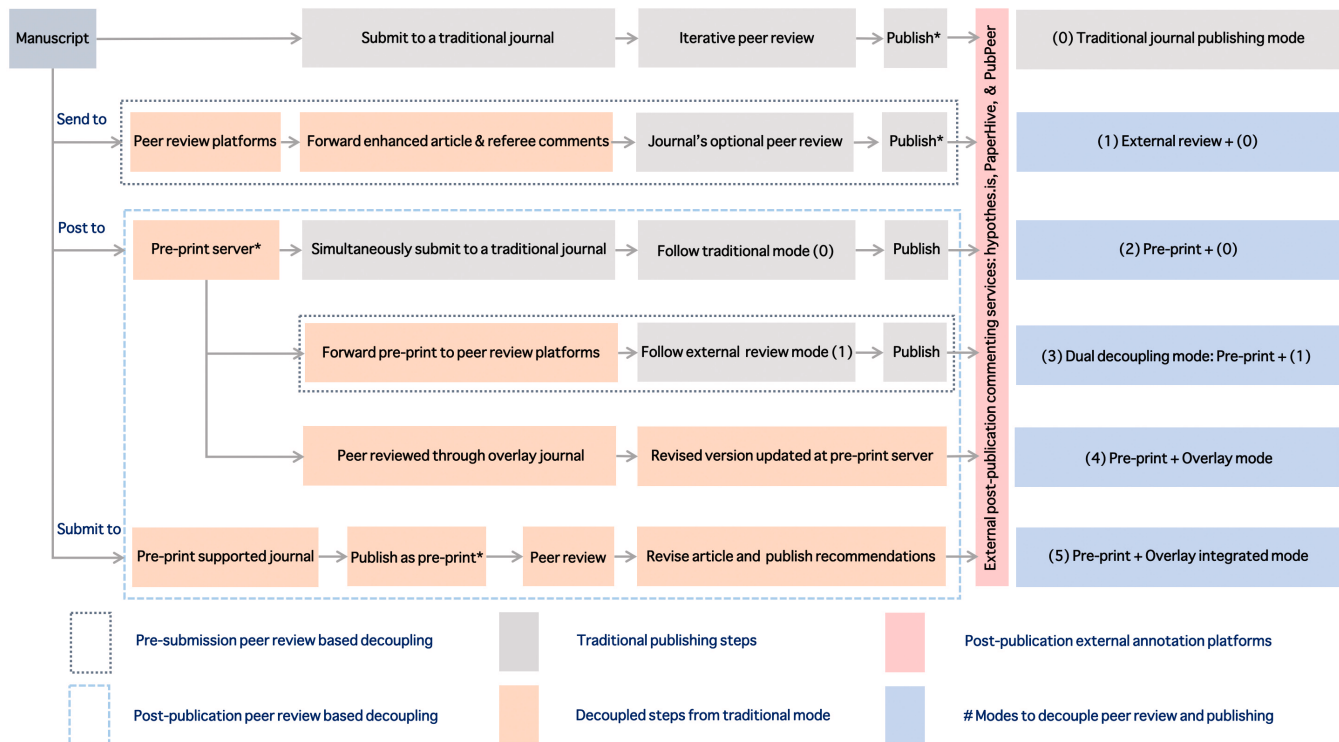 Manuscript
Submit to a traditional journal
Iterative peer review
Publish*
(0) Traditional journal publishing mode
Send to
Peer review platforms
Forward enhanced article & referee comments
Journal's optional peer review
Publish*
(1) External review + (0)
Post to
Pre-print server*
Simultaneously submit to a traditional journal
Follow traditional mode (0)
Publish
(2) Pre-print + (0)
Forward pre-print to peer review platforms
Follow external review mode (1)
Publish
(3) Dual decoupling mode: Pre-print + (1)
Peer reviewed through overlay journal
Revised version updated at pre-print server
(4) Pre-print + Overlay mode
Submit to
Pre-print supported journal
Publish as pre-print*
Peer review
Revise article and publish recommendations
(5) Pre-print + Overlay integrated mode
External post-publication commenting services: hypothes.is, PaperHive, & PubPeer
Pre-submission peer review based decoupling
Traditional publishing steps
Post-publication external annotation platforms
Post-publication peer review based decoupling
Decoupled steps from traditional mode
# Modes to decouple peer review and publishing